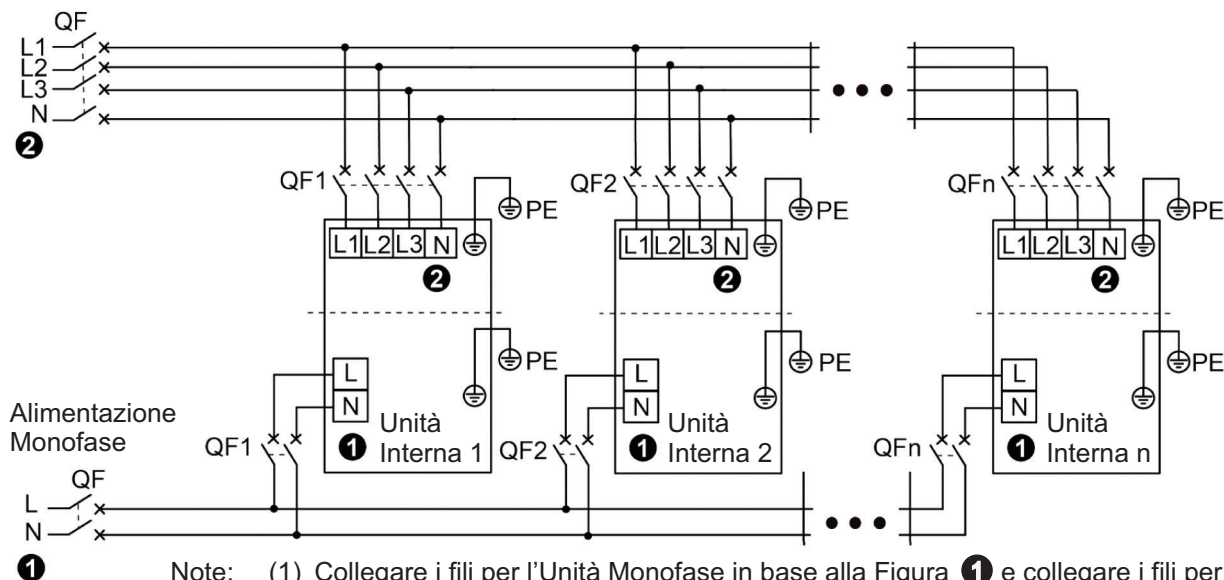 QF
L1
L2
L3
N
❷
QF1 QF2 QFn
PE PE PE
L1 L2 L3 N L1 L2 L3 N L1 L2 L3 N
❷ ❷ ❷
PE PE PE
L L L
N N N
Alimentazione
Monofase
QF1 ❶ Unità
Interna 1
QF2 ❶ Unità
Interna 2
QFn ❶ Unità
Interna n
QF
L
N
❶
Note: (1) Collegare i fili per l'Unità Monofase in base alla Figura ❶ e collegare i fili per